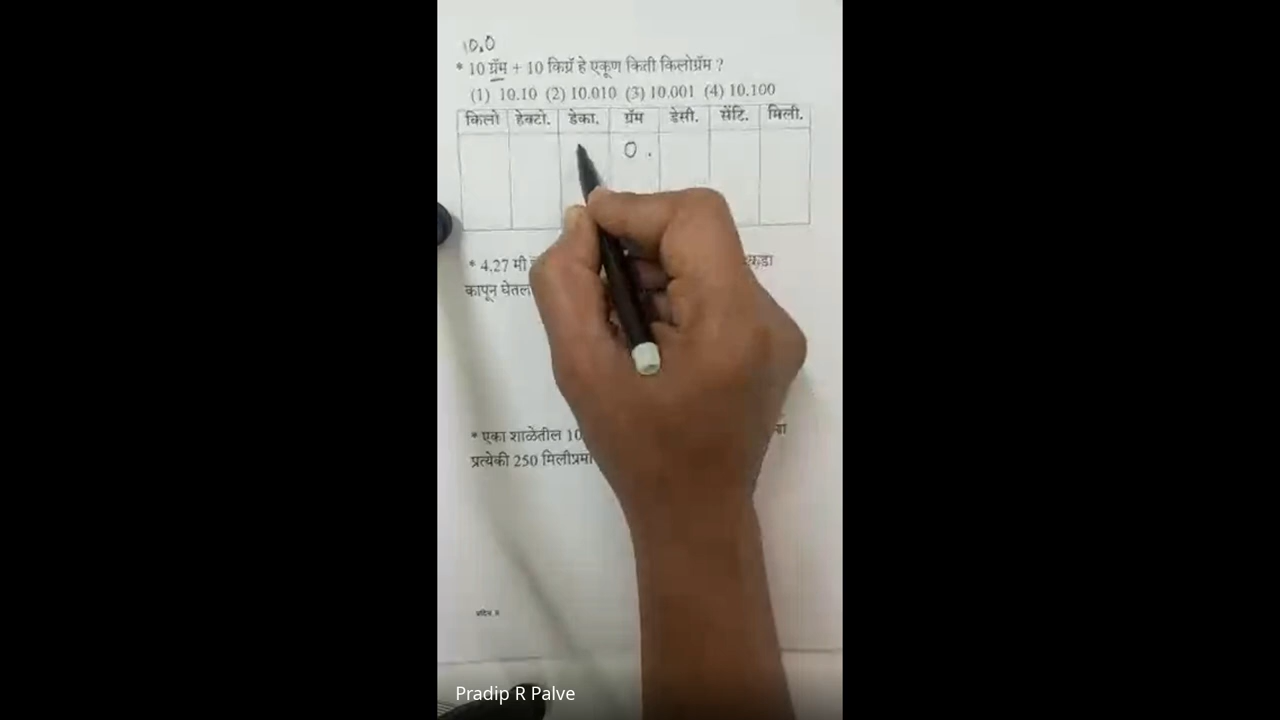 10.0
* 10 ग्रॅम + 10 किग्रॅ हे एकूण किती किलोग्रॅम ?
(1) 10.10 (2) 10.010 (3) 10.001 (4) 10.100
किलो हेक्टो. डेका. ग्रॅम डेसी. सेंटि. मिली.
0 .
* 4.27 मी
कापून घेतल
* एका शाळेतील 10
प्रत्येकी 250 मिलीप्रमा
Pradip R Palve